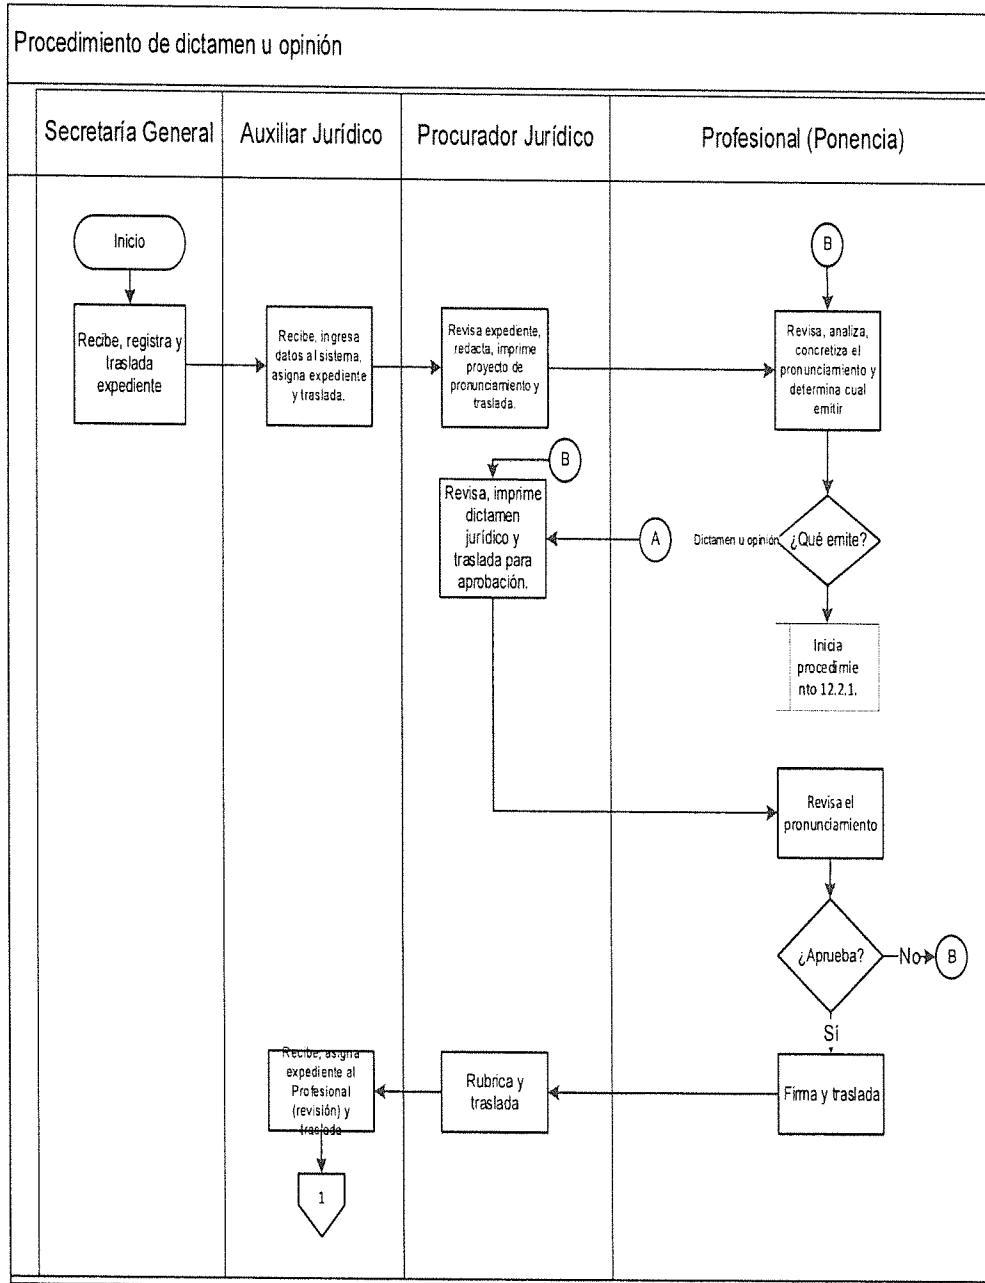 Procedimiento de dictamen u opinión
Secretaría General
Auxiliar Jurídico
Procurador Jurídico
Profesional (Ponencia)
Inicio
B
Recibe, registra y
traslada
expediente
Recibe, ingresa
datos al sistema,
asigna expediente
y traslada.
Revisa expediente,
redacta, imprime
proyecto de
pronunciamiento y
traslada.
Revisa, analiza,
concretiza el
pronunciamiento y
determina cual
emitir
B
Revisa, imprime
dictamen
jurídico y
traslada para
aprobación.
A
Dictamen u opinión
¿Qué emite?
Inicia
procedimie
nto 12.2.1.
Revisa el
pronunciamiento
¿Aprueba?
No
B
Sí
Recibe, asigna
expediente al
Profesional
(revisión) y
traslada
Rubrica y
traslada
Firma y traslada
1